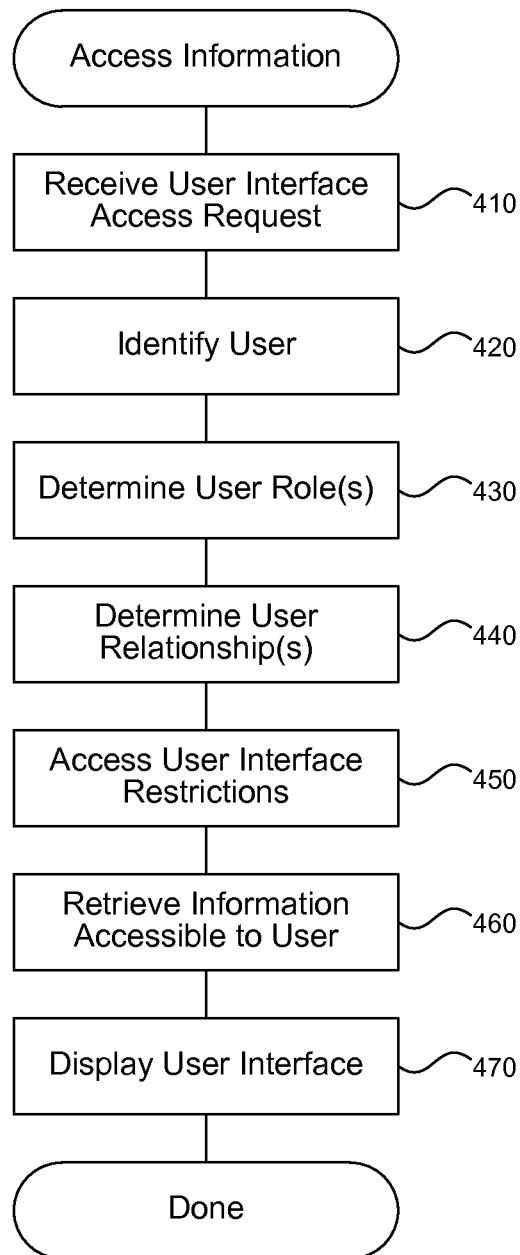 Access Information
Receive User Interface
Access Request
410
Identify User
420
Determine User Role(s)
430
Determine User
Relationship(s)
440
Access User Interface
Restrictions
450
Retrieve Information
Accessible to User
460
Display User Interface
470
Done